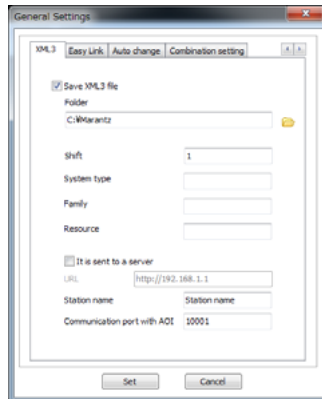 General Settings
XML3 Easy Link Auto change Combination setting
Save XML3 file
Folder
C:¥Marantz
Shift 1
System type
Family
Resource
It is sent to a server
URL http://192.168.1.1
Station name Station name
Communication port with AOI 10001
Set Cancel